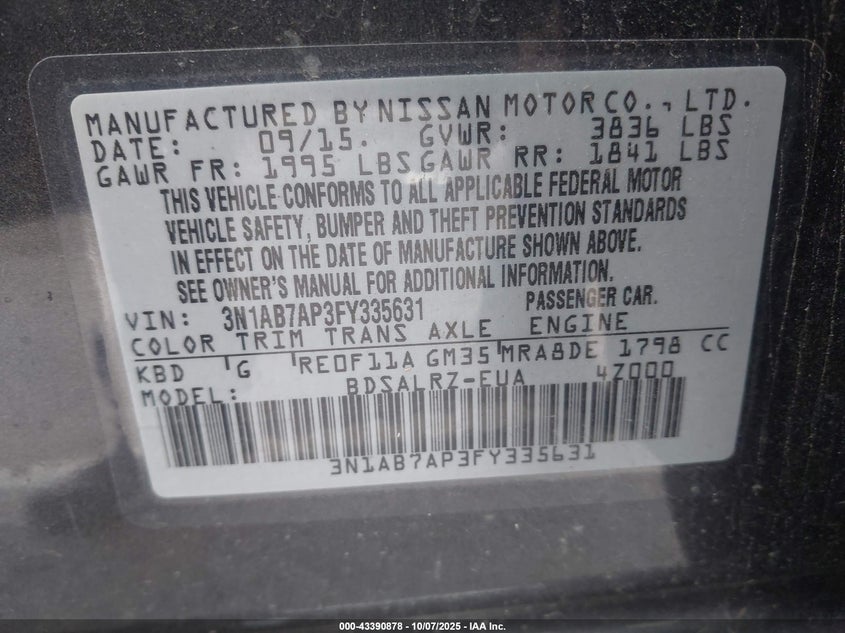 MANUFACTURED BY NISSAN MOTOR CO., LTD.
DATE: 09/15. GVWR: 3836 LBS
GAWR FR: 1995 LBS GAWR RR: 1841 LBS
THIS VEHICLE CONFORMS TO ALL APPLICABLE FEDERAL MOTOR
VEHICLE SAFETY, BUMPER AND THEFT PREVENTION STANDARDS
IN EFFECT ON THE DATE OF MANUFACTURE SHOWN ABOVE.
SEE OWNER'S MANUAL FOR ADDITIONAL INFORMATION.
VIN: 3N1AB7AP3FY335631 PASSENGER CAR.
COLOR TRIM TRANS AXLE ENGINE
KBD G RE0F11A GM35 MRA8DE 1798 CC
MODEL: BDSALRZ-EUA 4Z000
3N1AB7AP3FY335631
000-43390878 - 10/07/2025 - IAA Inc.